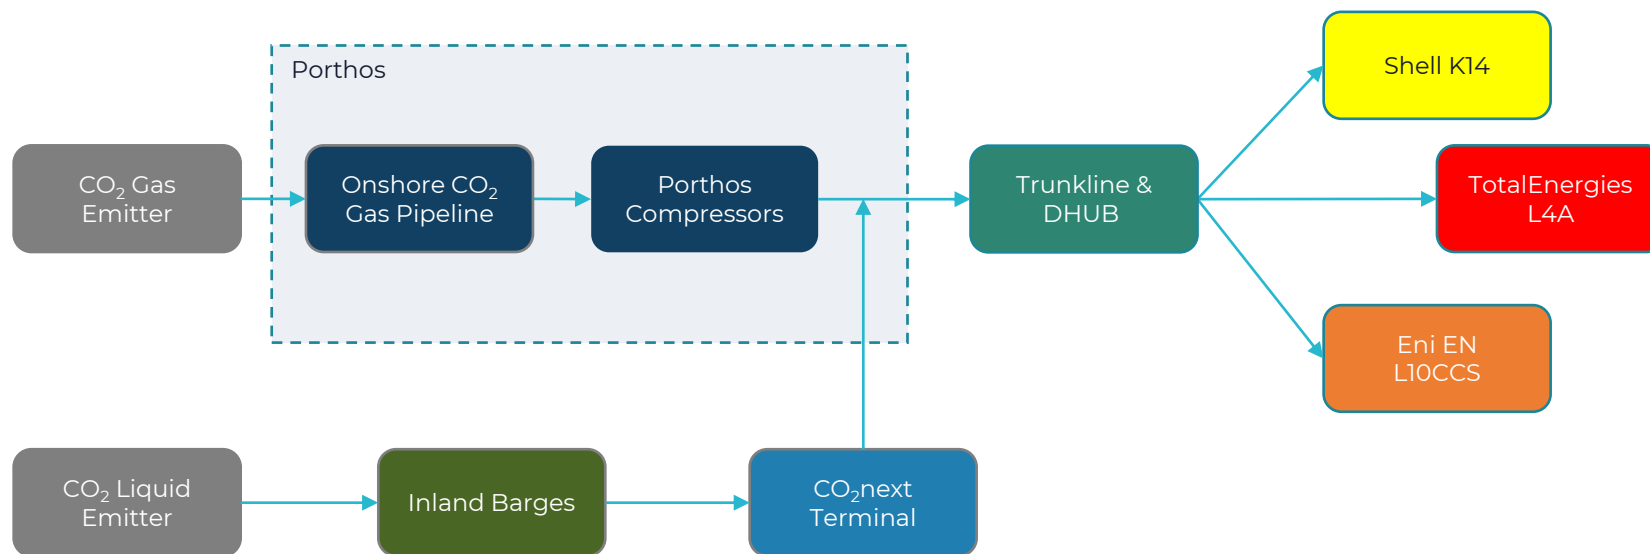 Porthos
Shell K14
CO₂ Gas
Emitter
Onshore CO₂
Gas Pipeline
Porthos
Compressors
Trunkline &
DHUB
TotalEnergies
L4A
Eni EN
L10CCS
CO₂ Liquid
Emitter
Inland Barges
CO₂next
Terminal